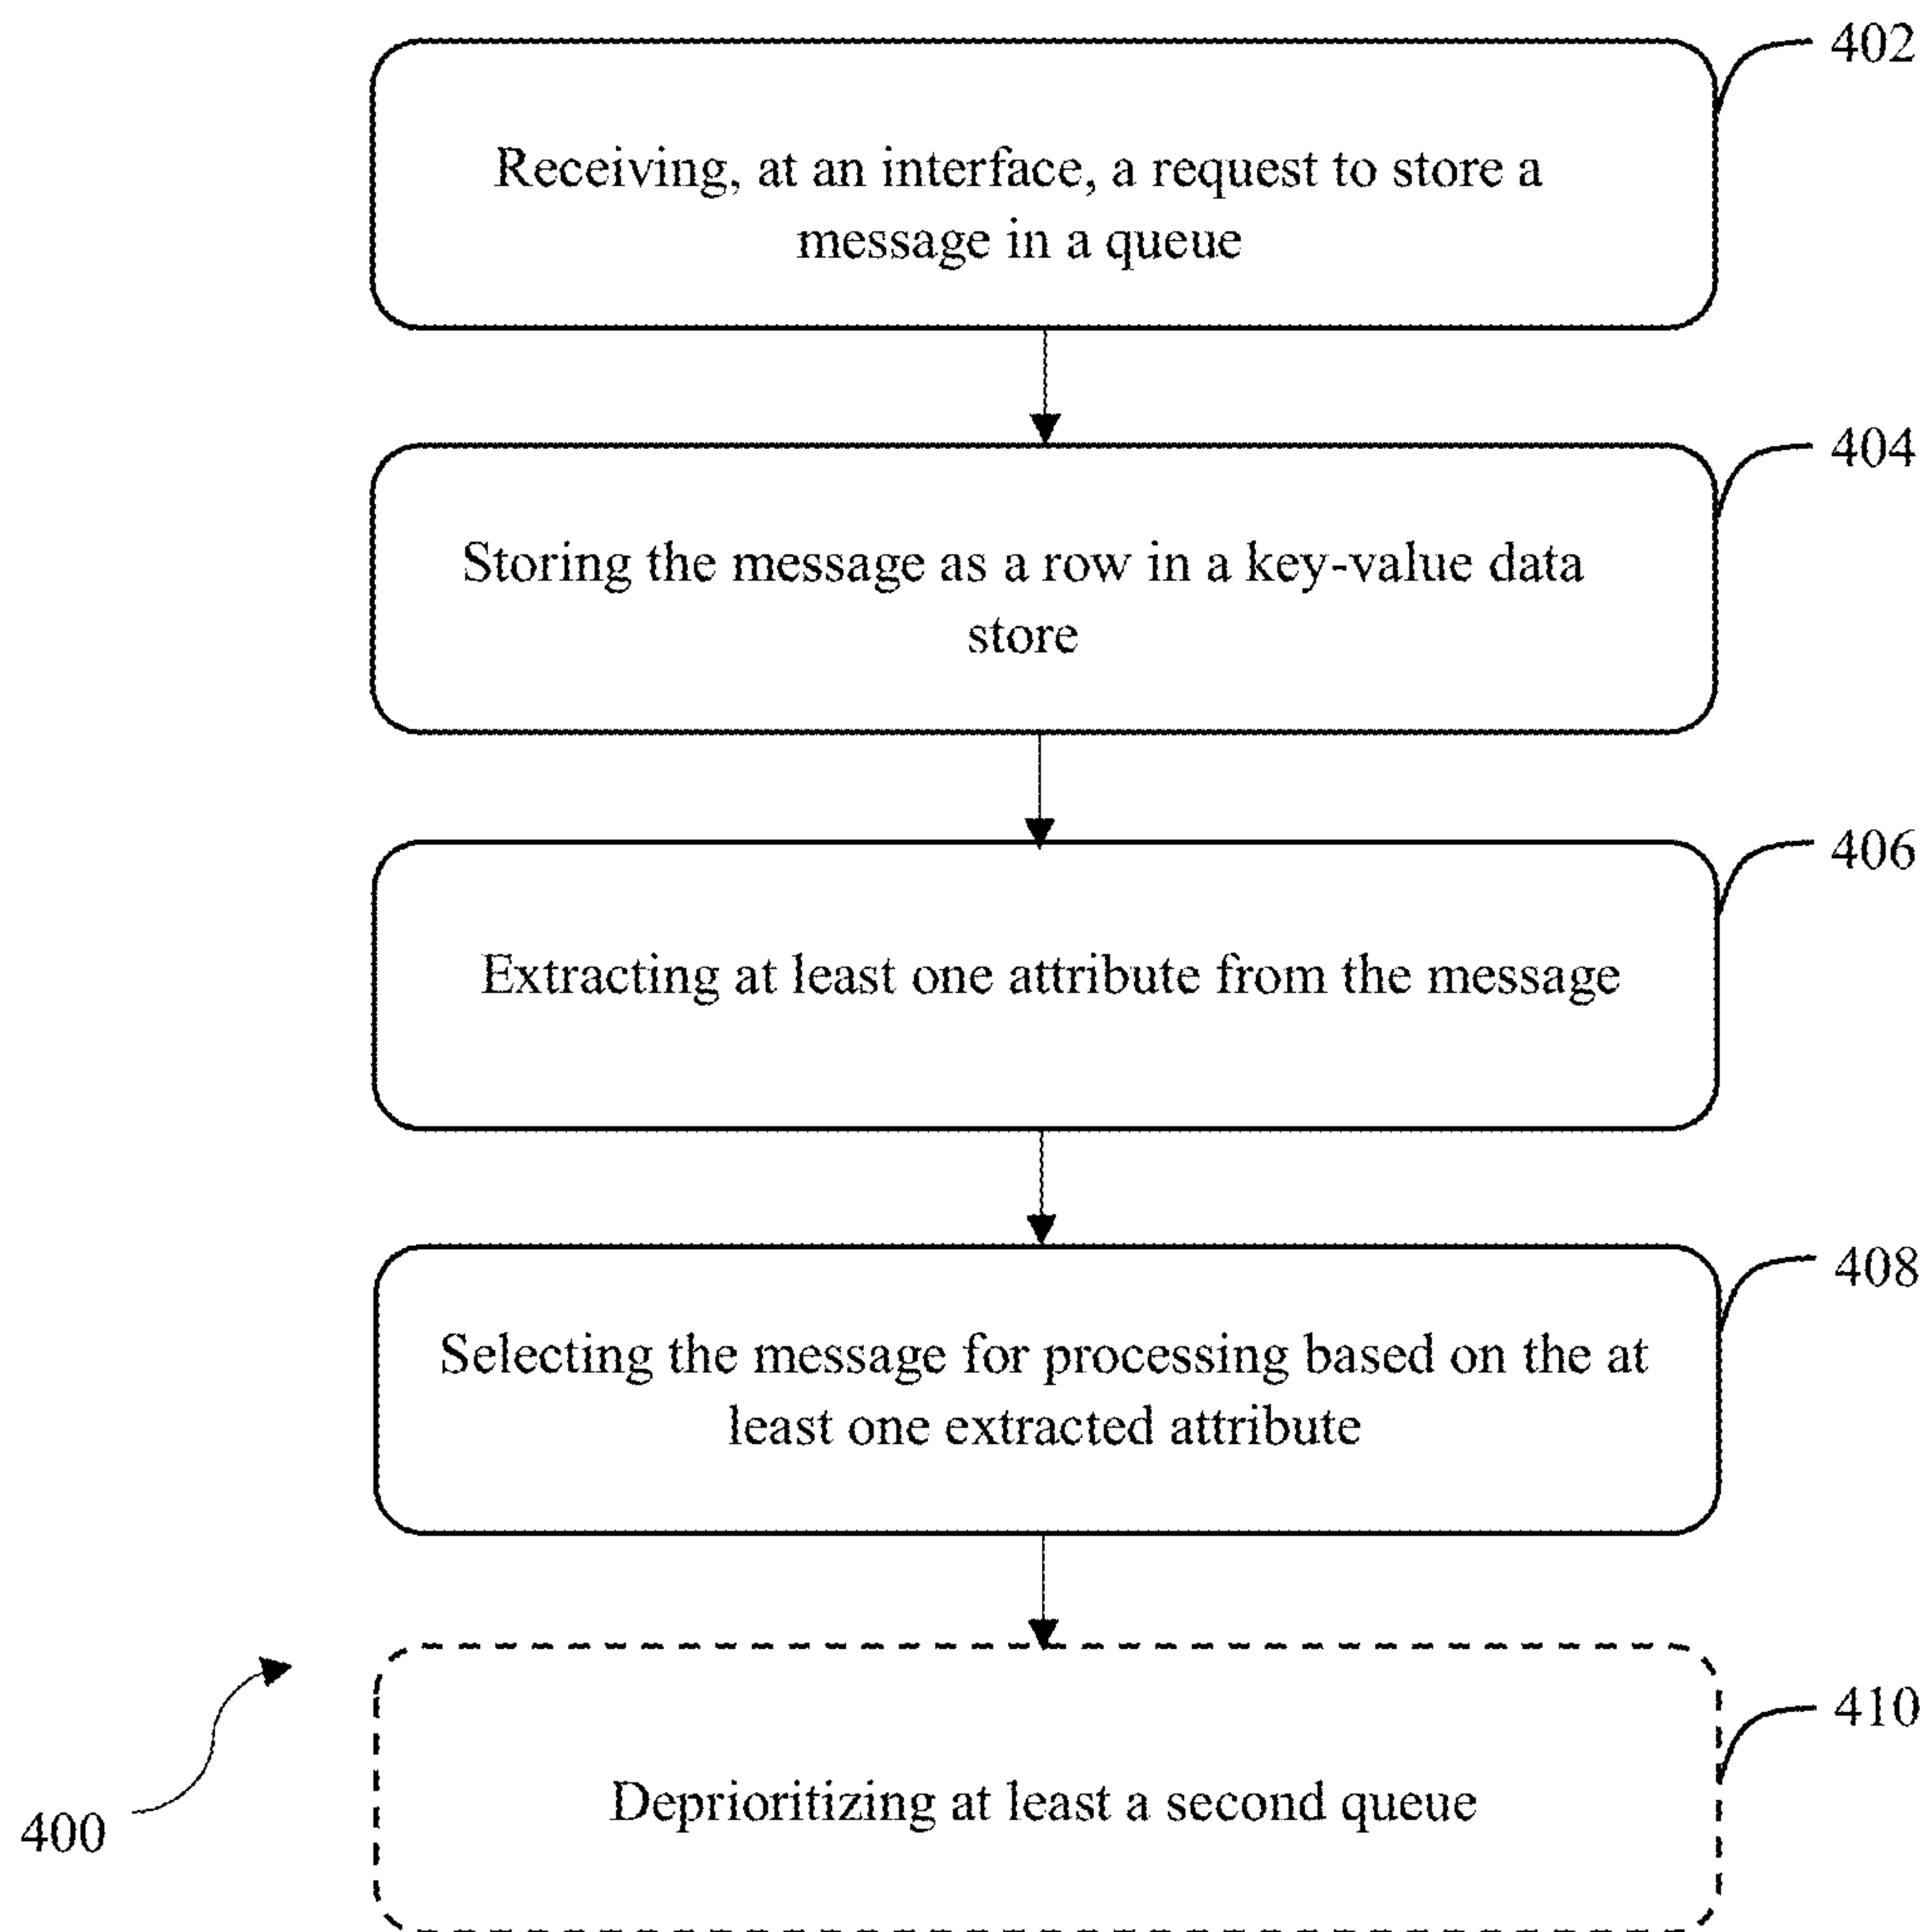 402
Receiving, at an interface, a request to store a
message in a queue
404
Storing the message as a row in a key-value data
store
406
Extracting at least one attribute from the message
408
Selecting the message for processing based on the at
least one extracted attribute
410
Deprioritizing at least a second queue
400